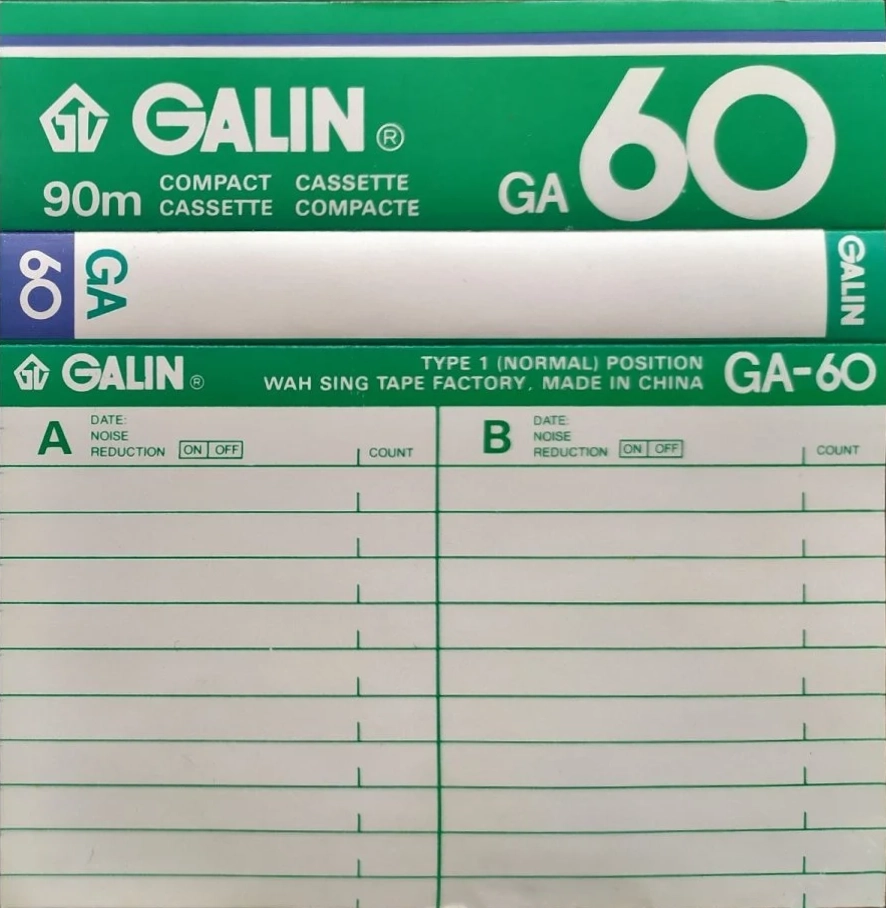 GALIN ®
GA 60
90m COMPACT CASSETTE
CASSETTE COMPACTE
60 GA GALIN
GALIN ® TYPE 1 (NORMAL) POSITION GA-60
WAH SING TAPE FACTORY, MADE IN CHINA
A DATE:
NOISE
REDUCTION ON OFF COUNT
B DATE:
NOISE
REDUCTION ON OFF COUNT